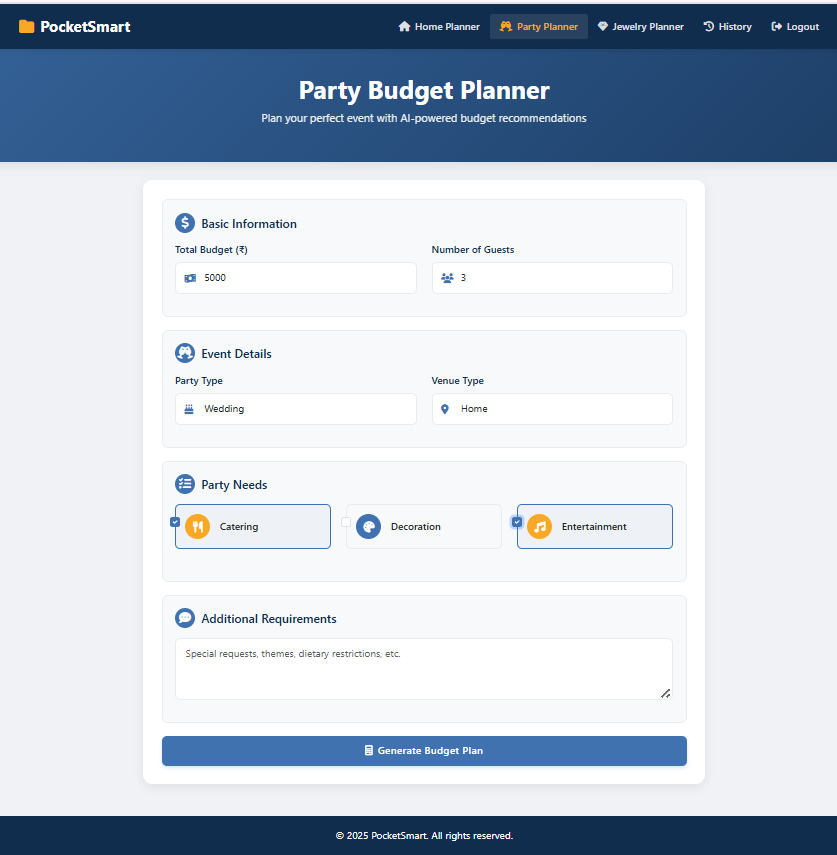 PocketSmart
Home Planner Party Planner Jewelry Planner History Logout
Party Budget Planner
Plan your perfect event with AI-powered budget recommendations
Basic Information
Total Budget (₹) Number of Guests
5000 3
Event Details
Party Type Venue Type
Wedding Home
Party Needs
Catering Decoration Entertainment
Additional Requirements
Special requests, themes, dietary restrictions, etc.
Generate Budget Plan
© 2025 PocketSmart. All rights reserved.